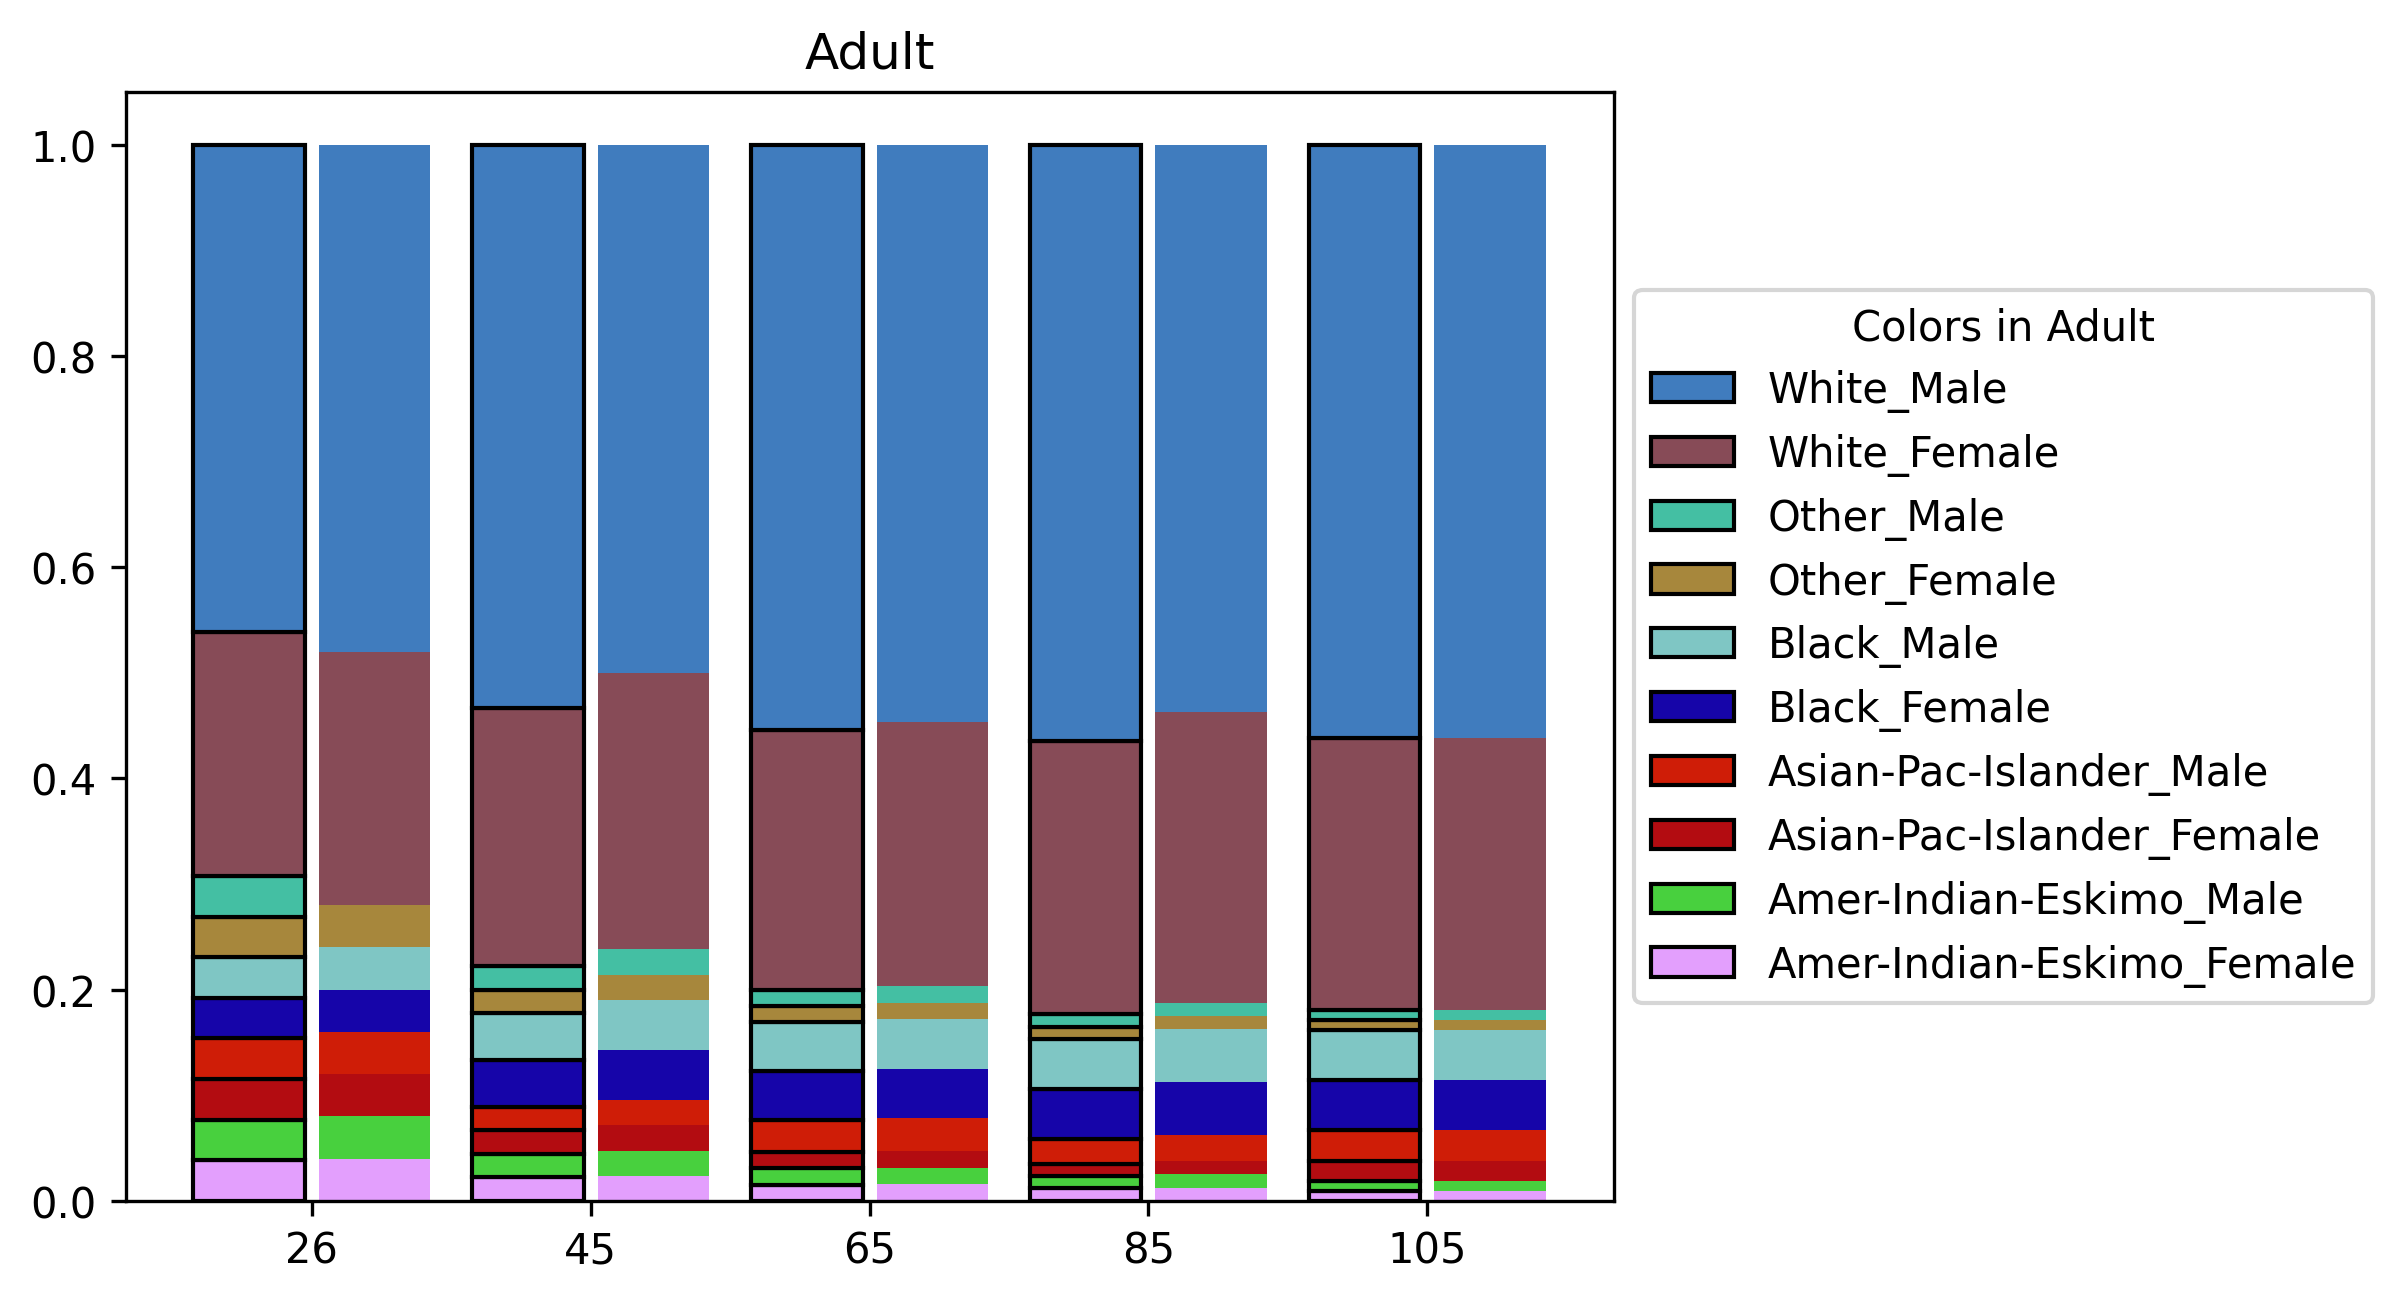 Adult
1.0
0.8
0.6
0.4
0.2
0.0
26 45 65 85 105
Colors in Adult
White_Male
White_Female
Other_Male
Other_Female
Black_Male
Black_Female
Asian-Pac-Islander_Male
Asian-Pac-Islander_Female
Amer-Indian-Eskimo_Male
Amer-Indian-Eskimo_Female